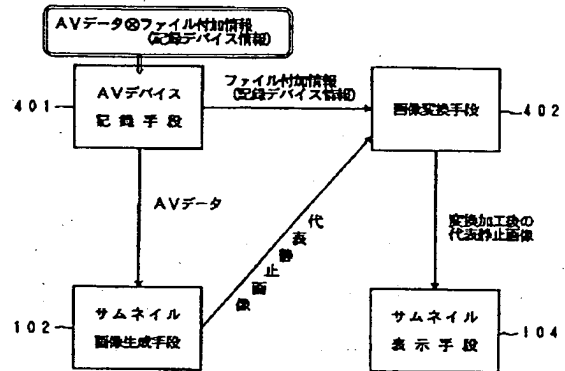 AVデータ⊗ファイル付加情報
(記録デバイス情報)
ファイル付加情報
(記録デバイス情報)
401
AVデバイス
記録手段
画像変換手段
402
AVデータ
代表静止画像
変換加工後の
代表静止画像
102
サムネイル
画像生成手段
サムネイル
表示手段
104